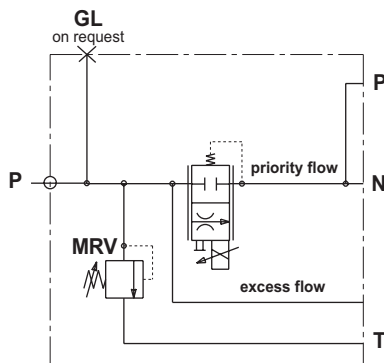 GL
on request
P
priority flow
P
N
MRV
excess flow
T